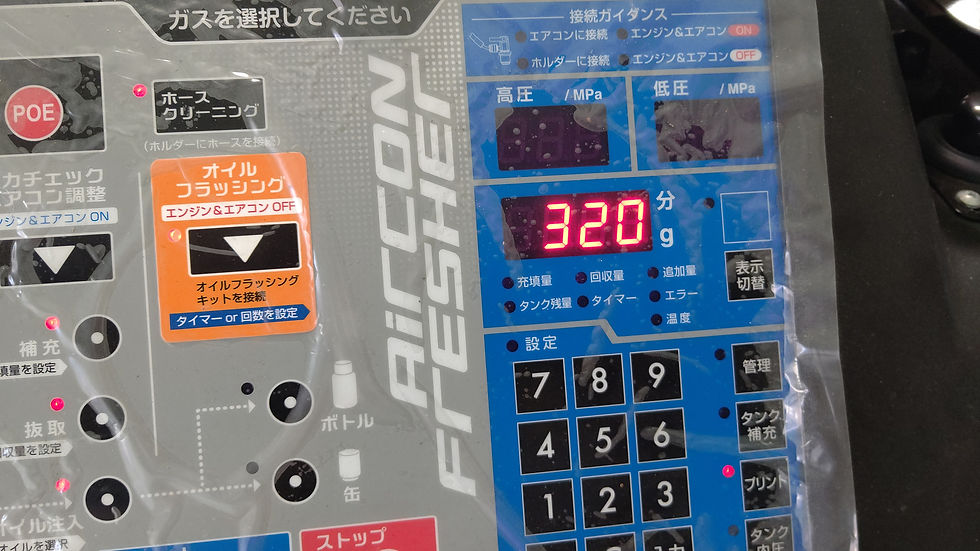 ガスを選択してください
POE
ホース
クリーニング
(ホルダーにホースを接続)
カチェック
エアコン調整
ンジン&エアコン ON
オイル
フラッシング
エンジン&エアコン OFF
オイルフラッシング
キットを接続
タイマー or 回数を設定
補充
填量を設定
抜取
収量を設定
オイル注入
オイルを選択
ボトル
缶
ストップ
AIRCON
FRESHER
接続ガイダンス
エアコンに接続
エンジン&エアコン ON
ホルダーに接続
エンジン&エアコン OFF
高圧 /MPa
低圧 /MPa
320
分
g
充填量
回収量
追加量
タンク残量
タイマー
エラー
温度
表示
切替
設定
7 8 9
4 5 6
1 2 3
管理
タンク
補充
プリント
タンク
内圧